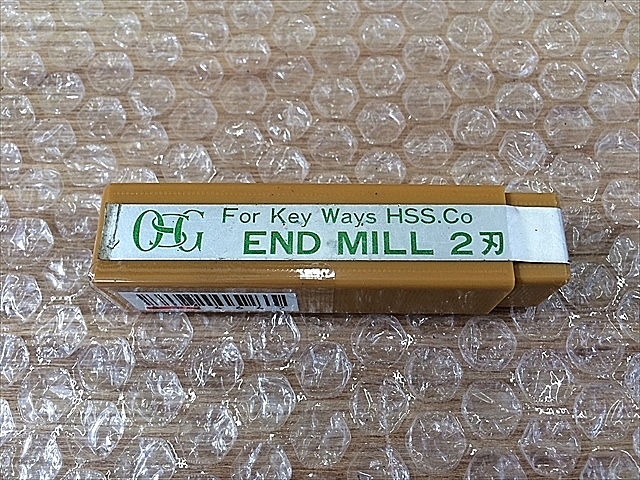 OSG
For Key Ways HSS.Co
END MILL 2刃